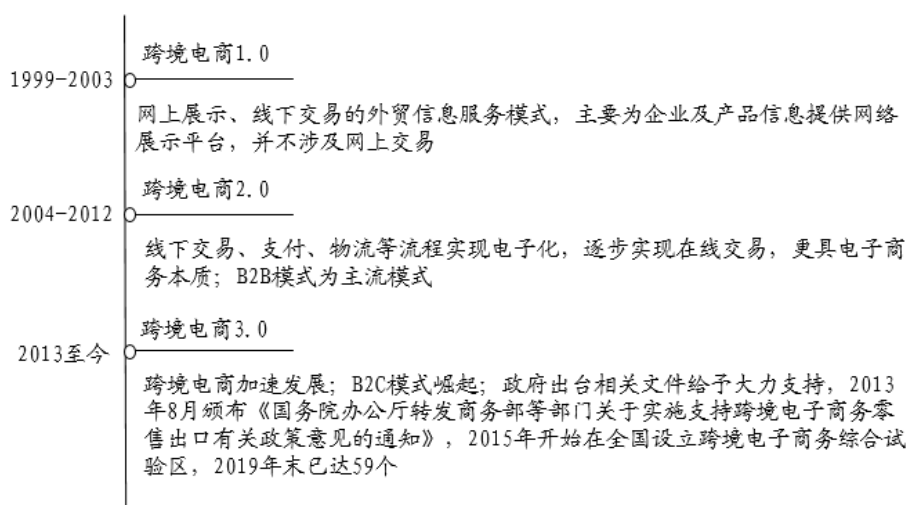 跨境电商1.0
1999-2003
网上展示、线下交易的外贸信息服务模式，主要为企业及产品信息提供网络
展示平台，并不涉及网上交易
跨境电商2.0
2004-2012
线下交易、支付、物流等流程实现电子化，逐步实现在线交易，更具电子商
务本质；B2B模式为主流模式
跨境电商3.0
2013至今
跨境电商加速发展；B2C模式崛起；政府出台相关文件给予大力支持，2013
年8月颁布《国务院办公厅转发商务部等部门关于实施支持跨境电子商务零
售出口有关政策意见的通知》，2015年开始在全国设立跨境电子商务综合试
验区，2019年末已达59个